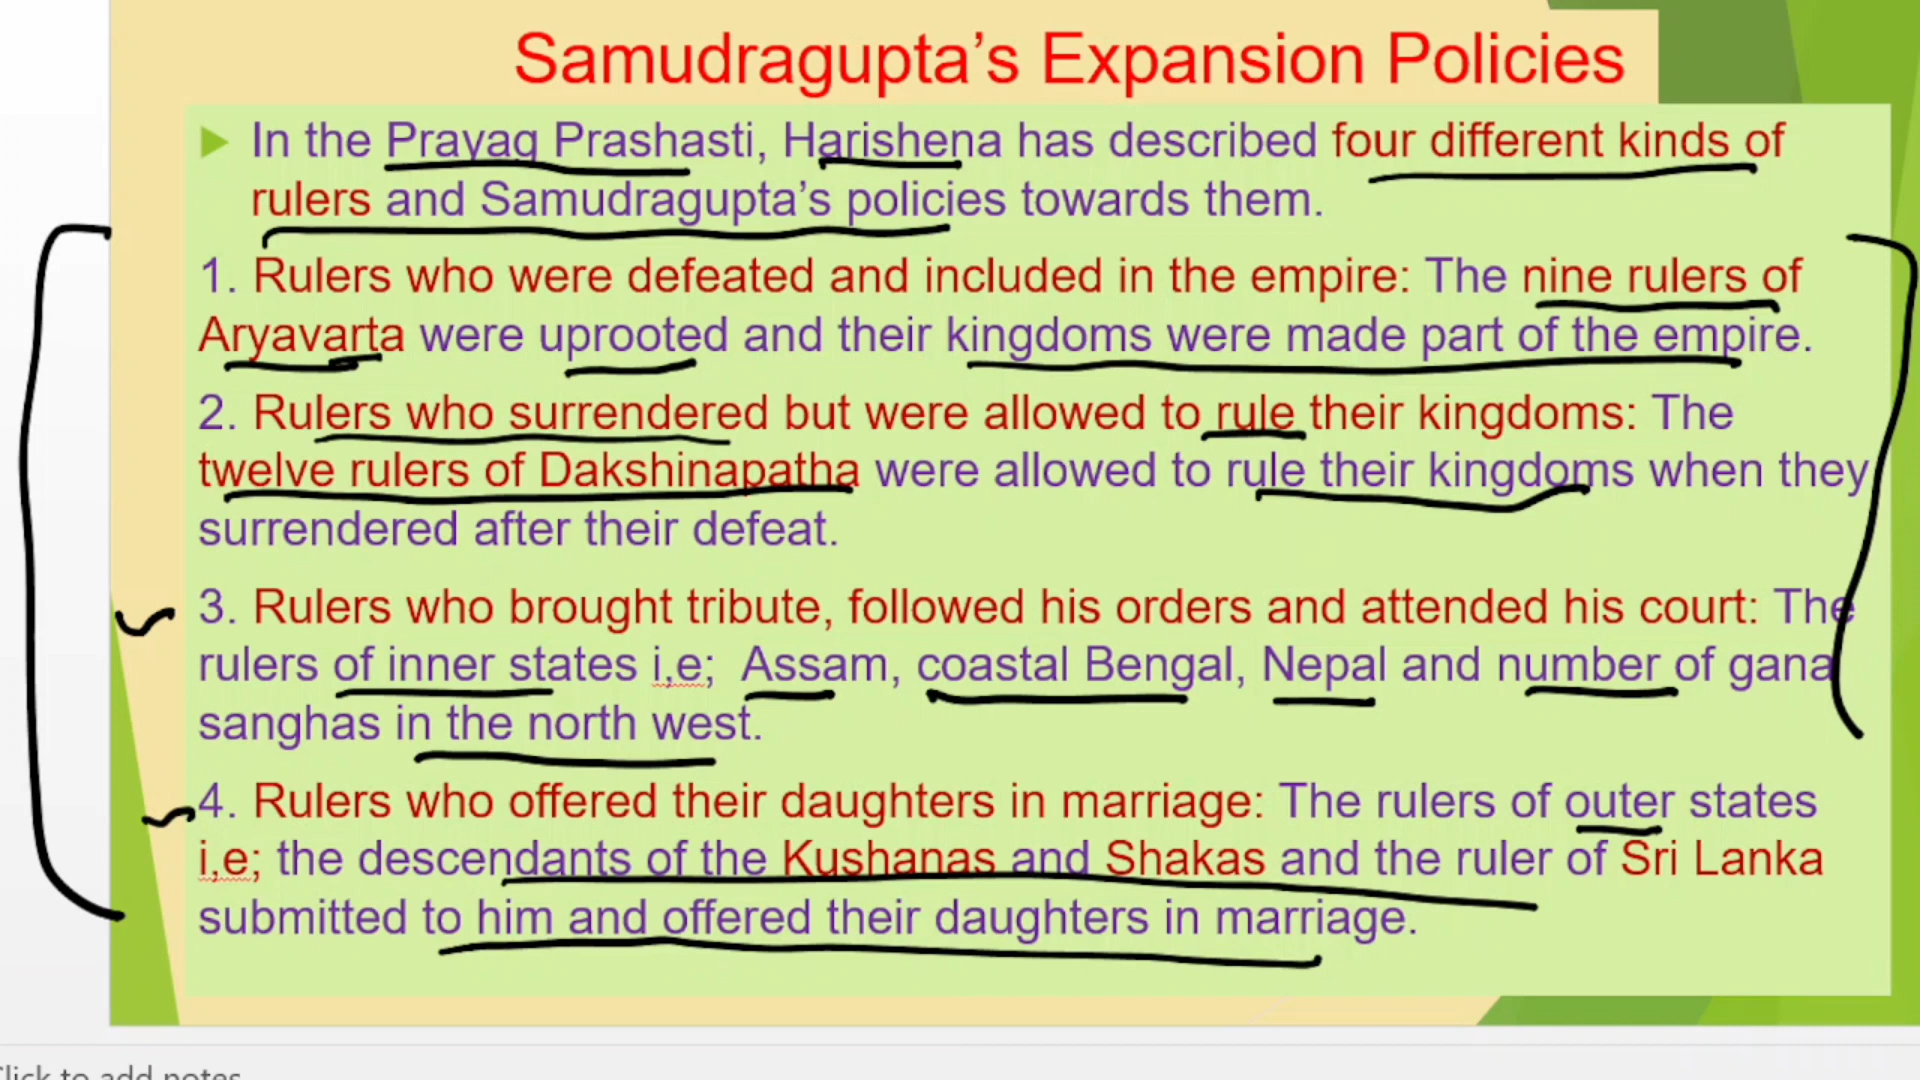 Samudragupta’s Expansion Policies
In the Prayag Prashasti, Harishena has described four different kinds of
rulers and Samudragupta’s policies towards them.
1. Rulers who were defeated and included in the empire: The nine rulers of
Aryavarta were uprooted and their kingdoms were made part of the empire.
2. Rulers who surrendered but were allowed to rule their kingdoms: The
twelve rulers of Dakshinapatha were allowed to rule their kingdoms when they
surrendered after their defeat.
3. Rulers who brought tribute, followed his orders and attended his court: The
rulers of inner states i,e; Assam, coastal Bengal, Nepal and number of gana
sanghas in the north west.
4. Rulers who offered their daughters in marriage: The rulers of outer states
i,e; the descendants of the Kushanas and Shakas and the ruler of Sri Lanka
submitted to him and offered their daughters in marriage.
Click to add notes